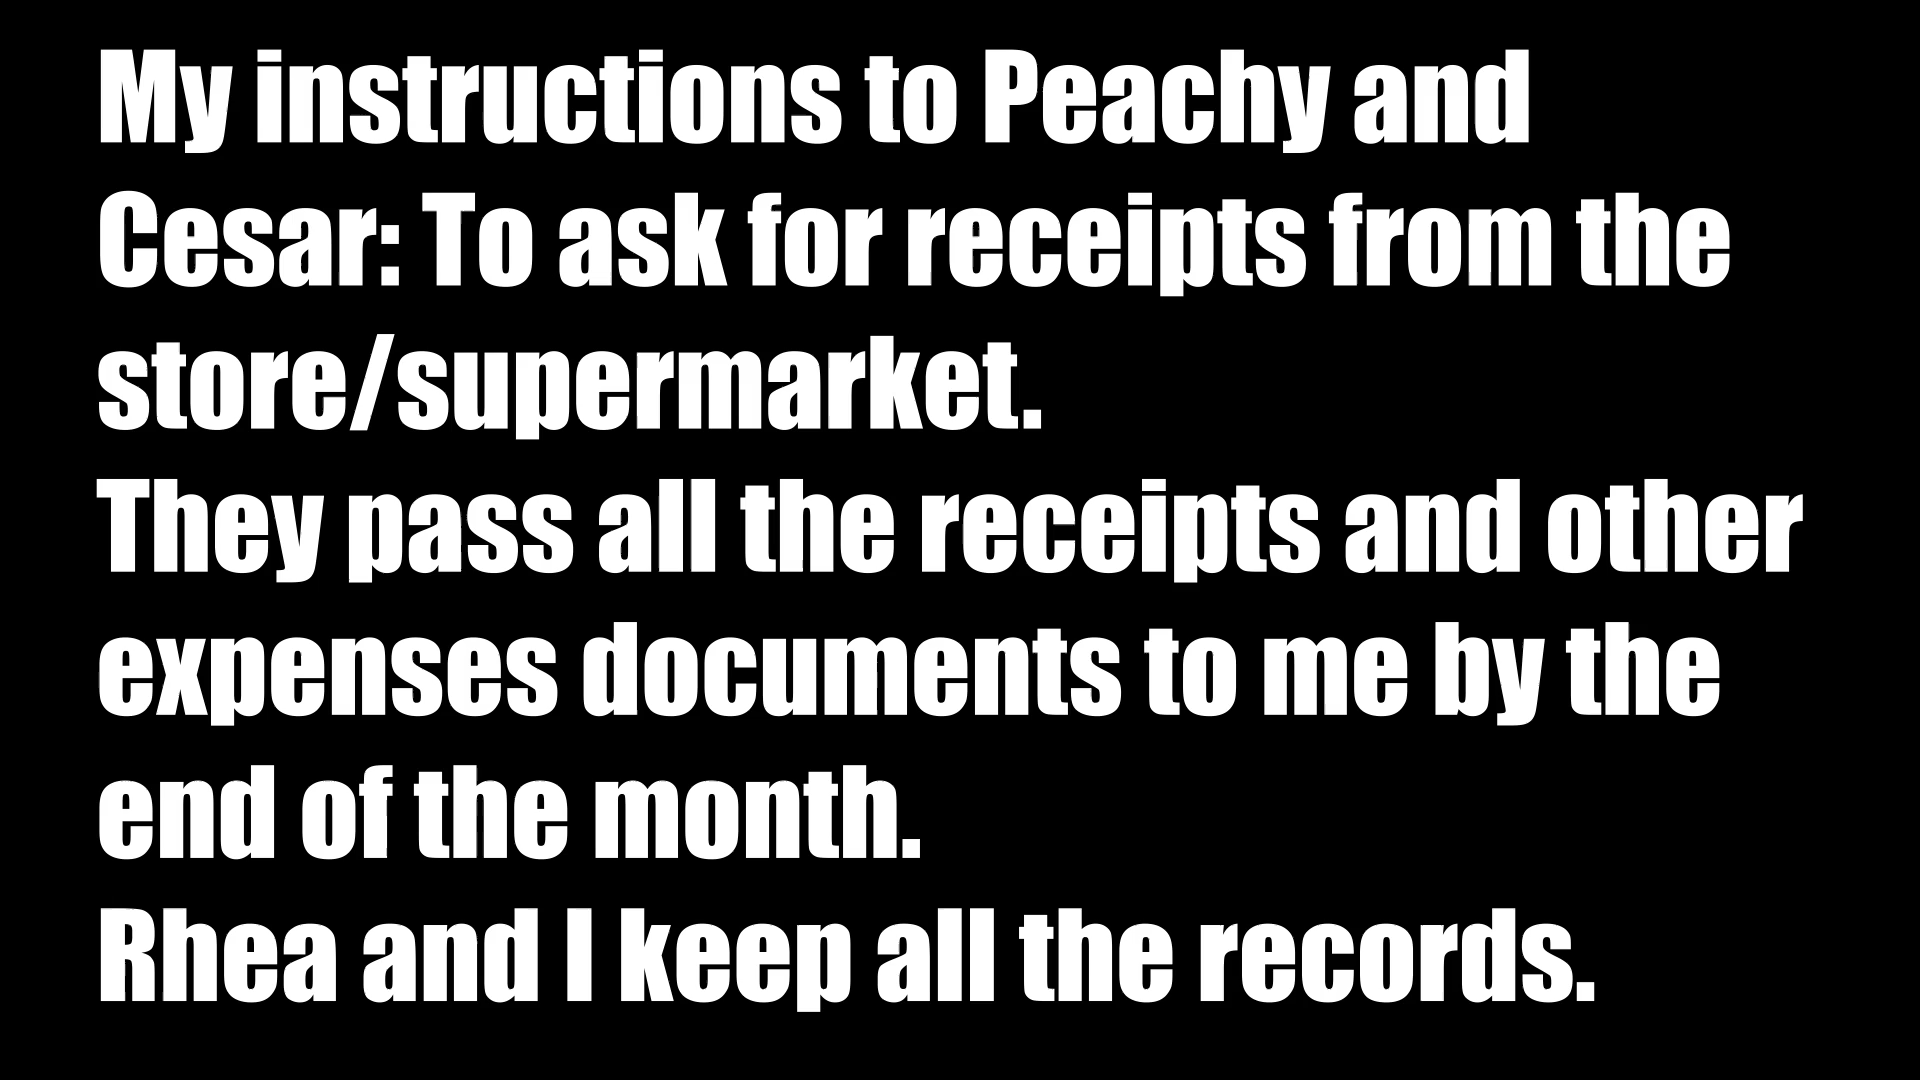 My instructions to Peachy and
Cesar: To ask for receipts from the
store/supermarket.
They pass all the receipts and other
expenses documents to me by the
end of the month.
Rhea and I keep all the records.